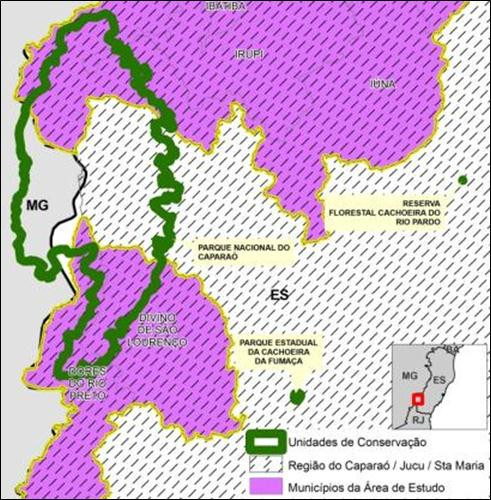 IBATIBA
IRUPI
IUNA
MG
RESERVA
FLORESTAL CACHOEIRA DO
RIO PARDO
PARQUE NACIONAL DO
CAPARAÓ
ES
DIVINO
DE SÃO
LOURENÇO
PARQUE ESTADUAL
DA CACHOEIRA
DA FUMAÇA
DORES
DO RIO
PRETO
BA
MG
ES
RJ
Unidades de Conservação
Região do Caparaó / Jucu / Sta Maria
Municípios da Área de Estudo